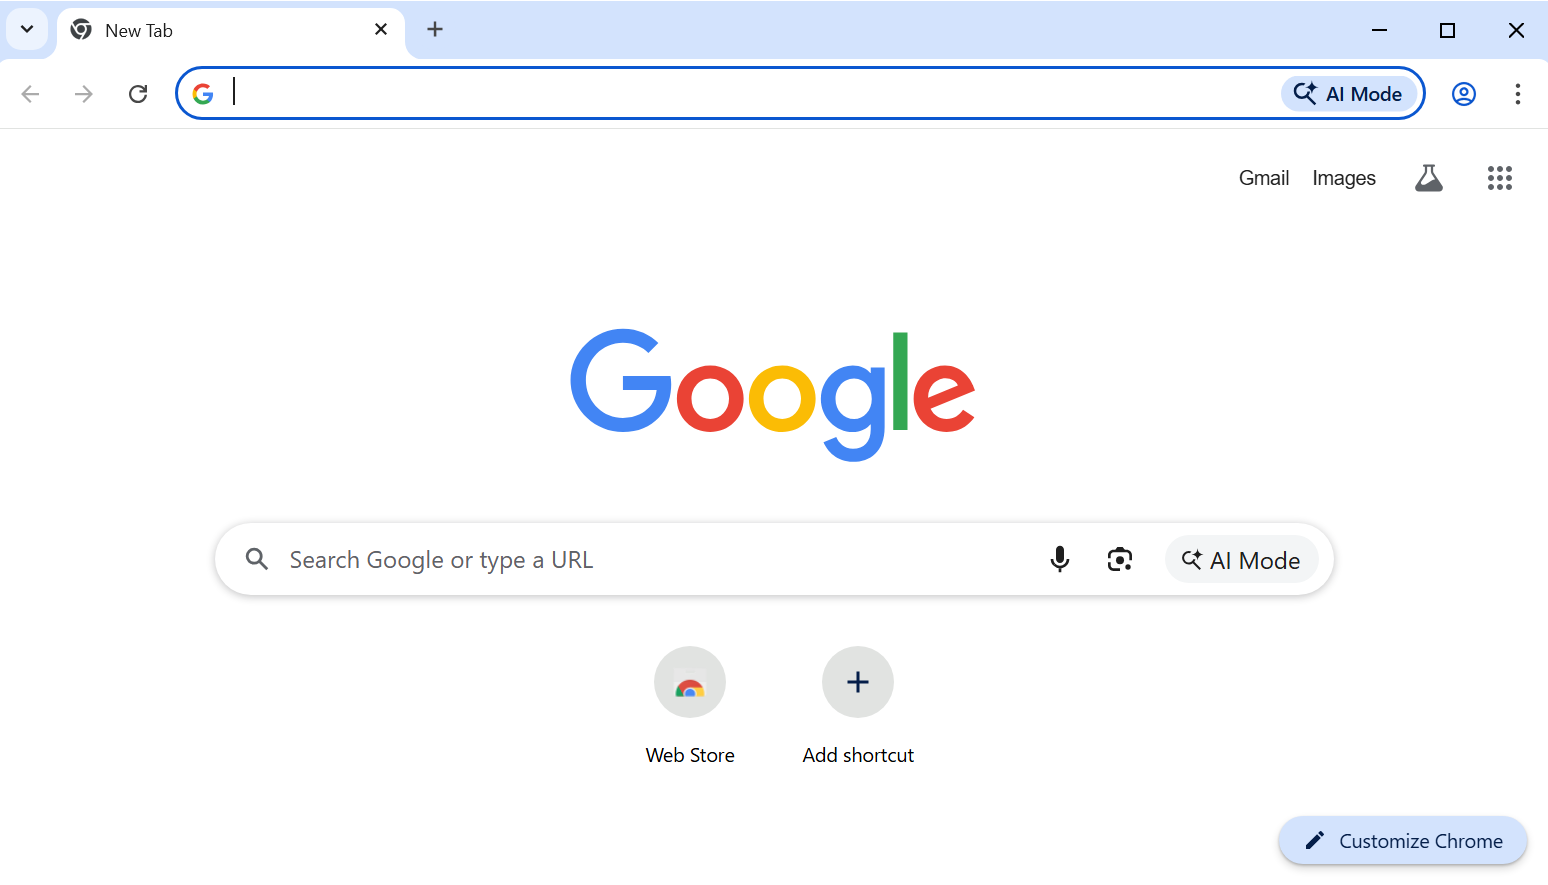 New Tab
AI Mode
Gmail Images
Google
Search Google or type a URL AI Mode
Web Store Add shortcut
Customize Chrome